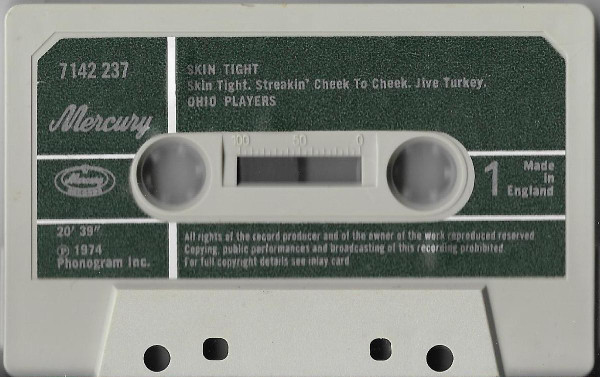 7142 237
SKIN TIGHT
Skin Tight. Streakin' Cheek To Cheek. Jive Turkey.
OHIO PLAYERS
Mercury
100 50 0
Mercury
1
Made
in
England
20' 39"
℗ 1974
Phonogram Inc.
All rights of the record producer and of the owner of the work reproduced reserved
Copying, public performances and broadcasting of this recording prohibited.
For full copyright details see inlay card